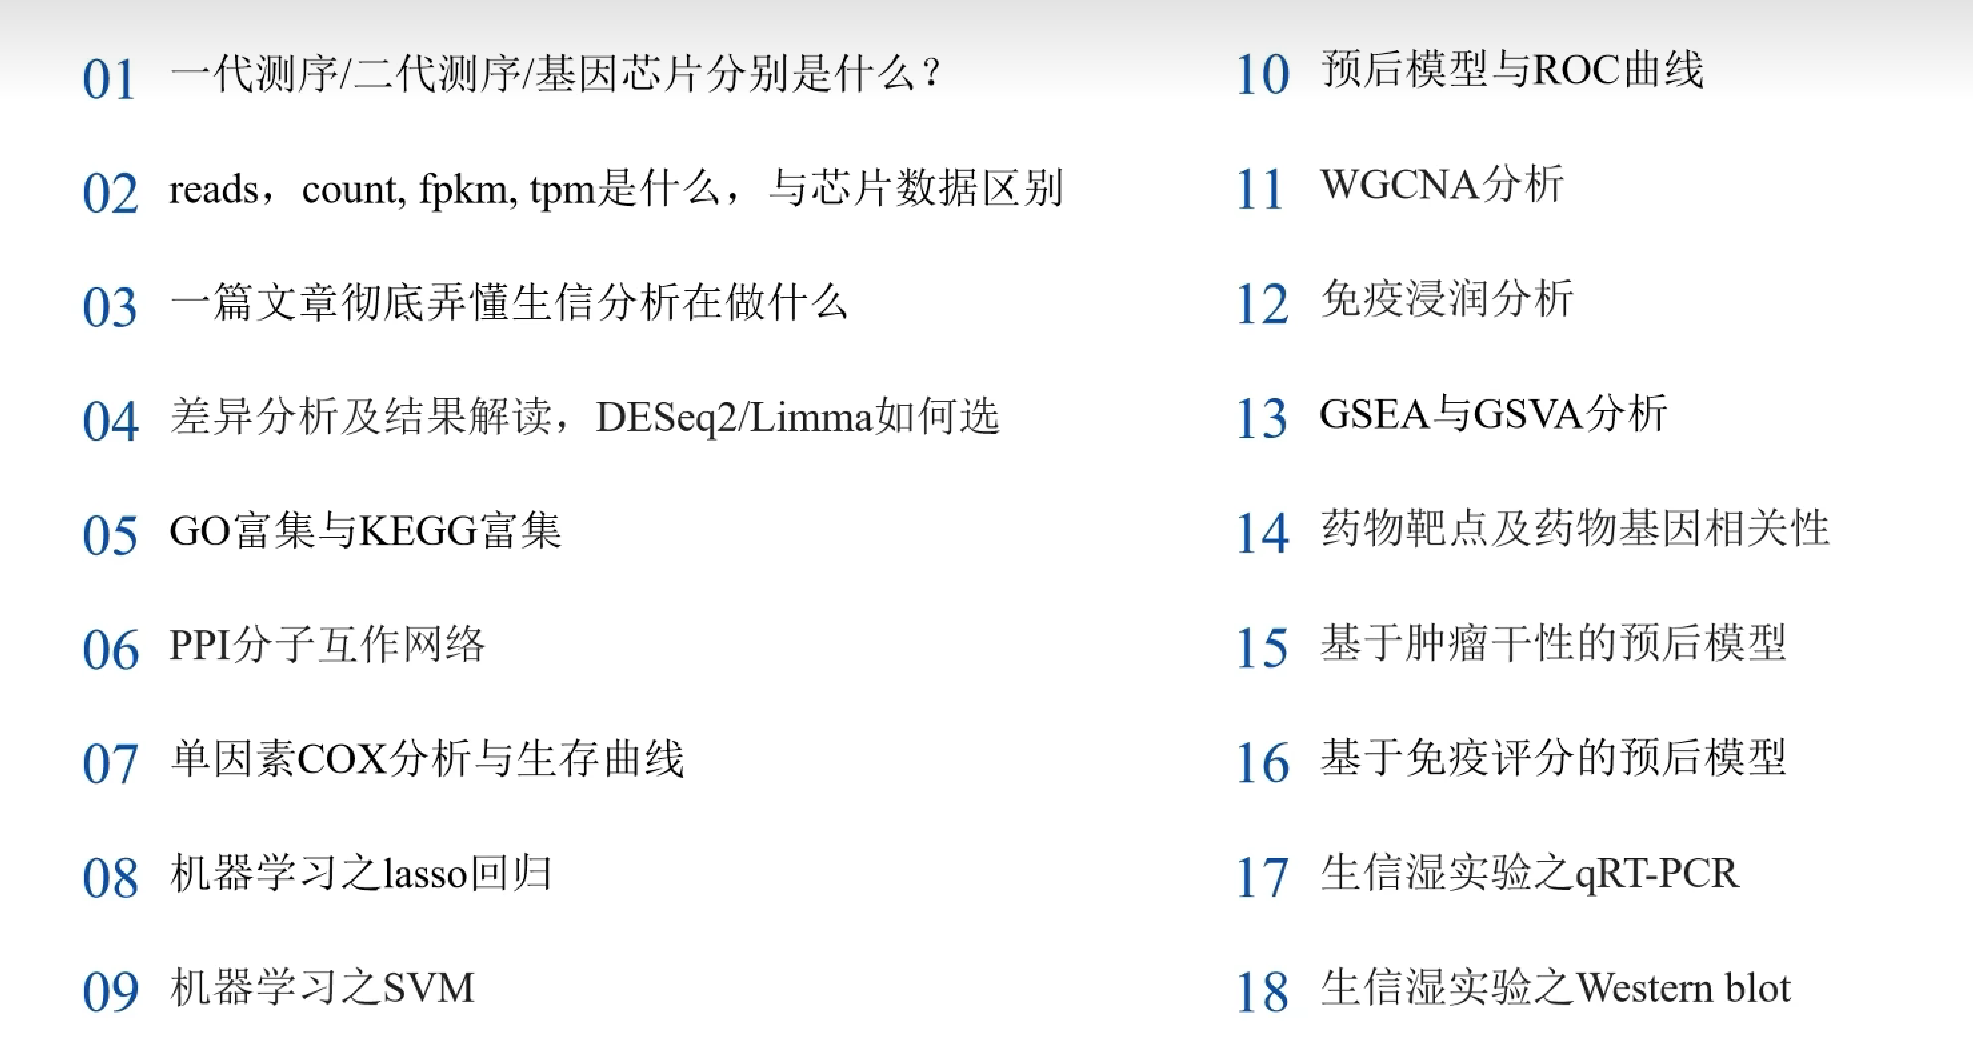 01 一代测序/二代测序/基因芯片分别是什么？
02 reads，count, fpkm, tpm是什么，与芯片数据区别
03 一篇文章彻底弄懂生信分析在做什么
04 差异分析及结果解读，DESeq2/Limma如何选
05 GO富集与KEGG富集
06 PPI分子互作网络
07 单因素COX分析与生存曲线
08 机器学习之lasso回归
09 机器学习之SVM
10 预后模型与ROC曲线
11 WGCNA分析
12 免疫浸润分析
13 GSEA与GSVA分析
14 药物靶点及药物基因相关性
15 基于肿瘤干性的预后模型
16 基于免疫评分的预后模型
17 生信湿实验之qRT-PCR
18 生信湿实验之Western blot